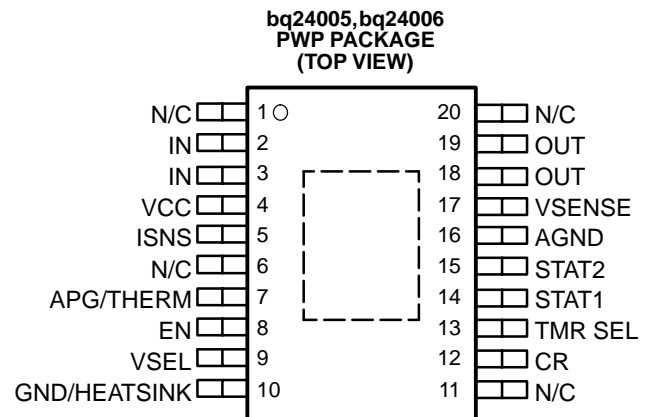 bq24005,bq24006
PWP PACKAGE
(TOP VIEW)
N/C 1 20 N/C
IN 2 19 OUT
IN 3 18 OUT
VCC 4 17 VSENSE
ISNS 5 16 AGND
N/C 6 15 STAT2
APG/THERM 7 14 STAT1
EN 8 13 TMR SEL
VSEL 9 12 CR
GND/HEATSINK 10 11 N/C